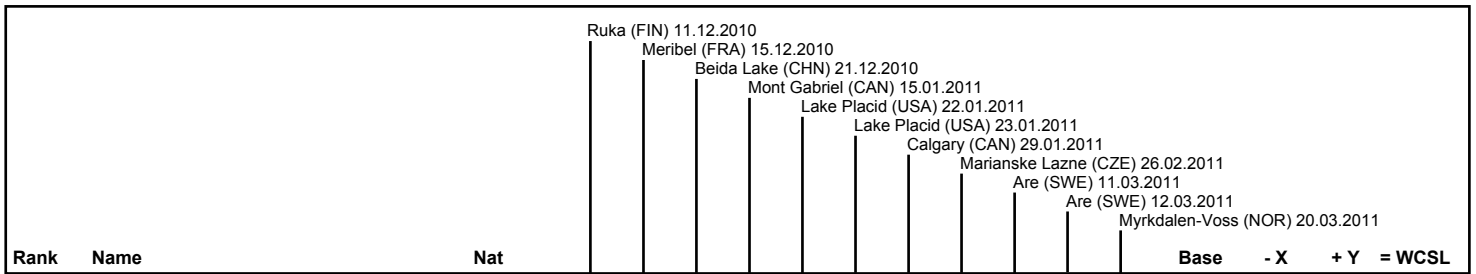 Ruka (FIN) 11.12.2010
Meribel (FRA) 15.12.2010
Beida Lake (CHN) 21.12.2010
Mont Gabriel (CAN) 15.01.2011
Lake Placid (USA) 22.01.2011
Lake Placid (USA) 23.01.2011
Calgary (CAN) 29.01.2011
Marianske Lazne (CZE) 26.02.2011
Are (SWE) 11.03.2011
Are (SWE) 12.03.2011
Myrkdalen-Voss (NOR) 20.03.2011
Rank Name Nat Base - X + Y = WCSL